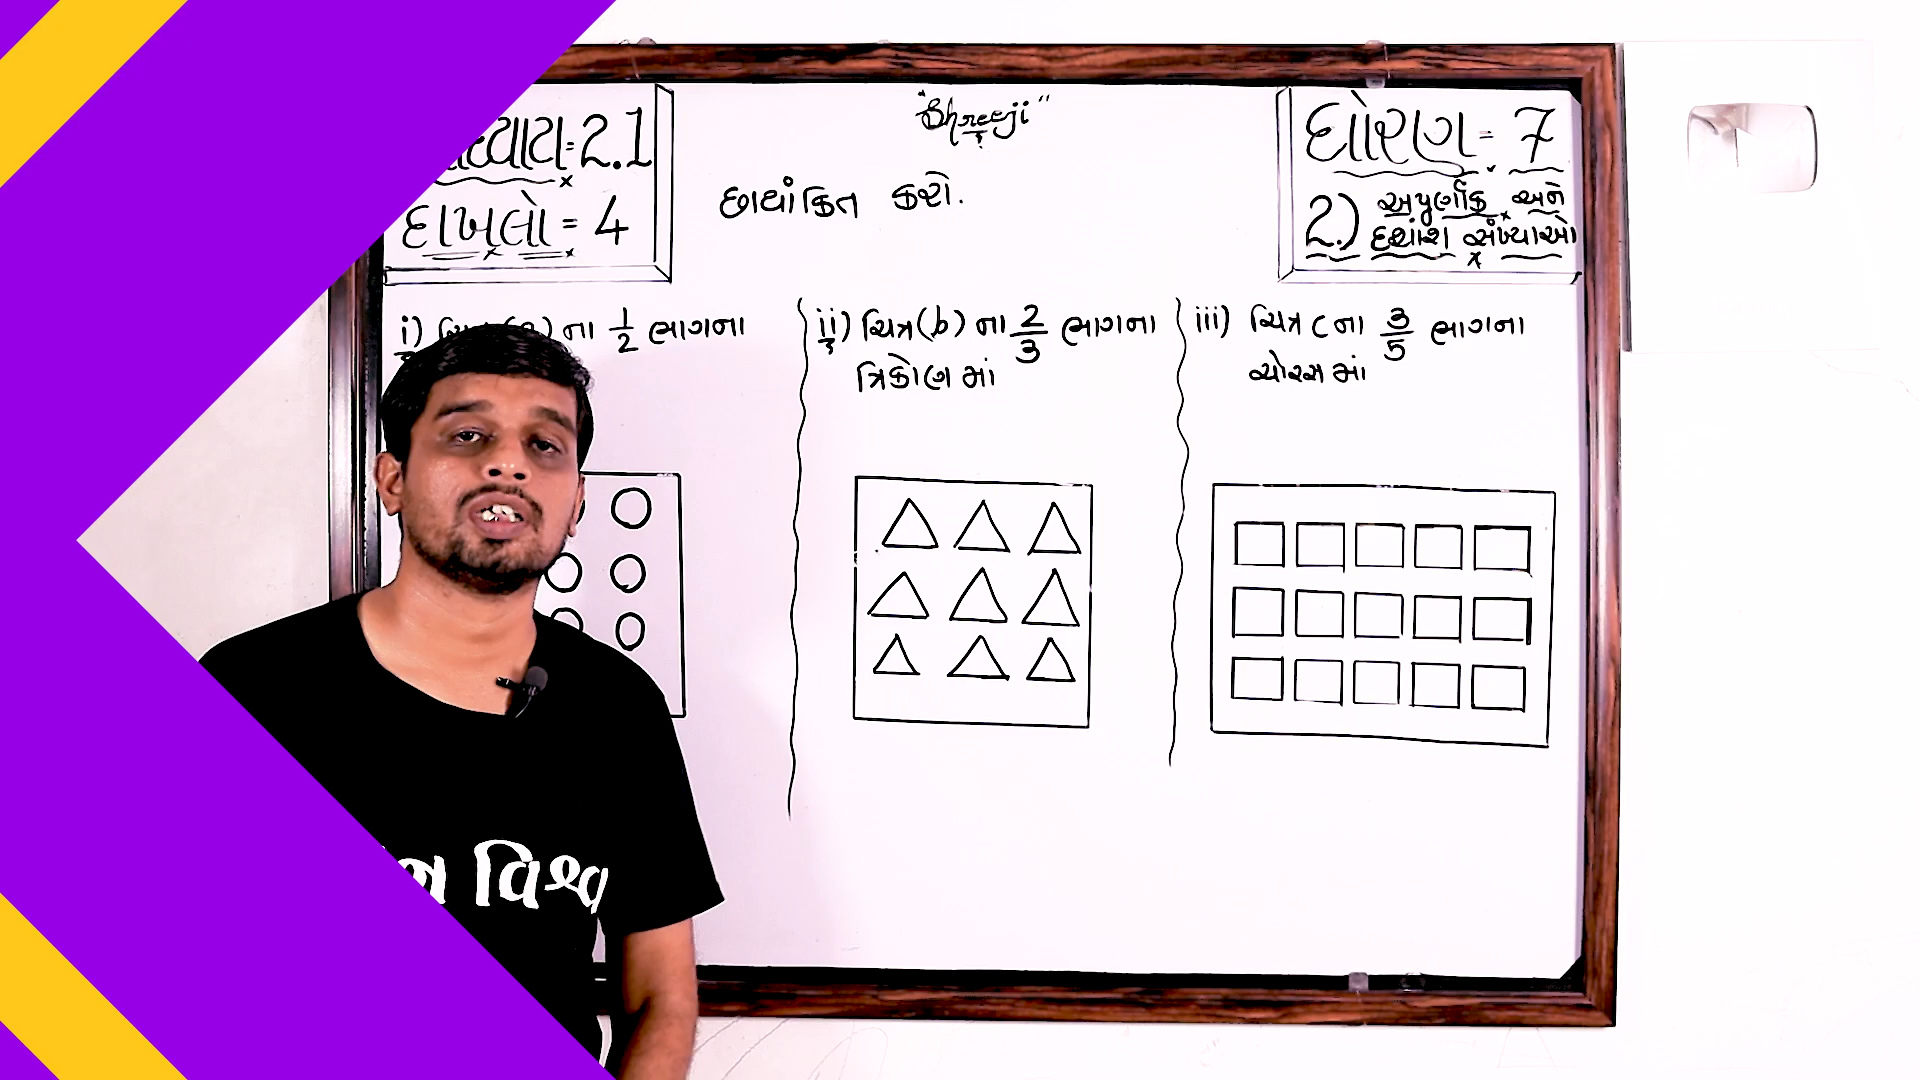 "Shreeji"
= 2.1
દાખલો = 4
છાયાંકિત કરો.
ધોરણ = 7
2.) અપુર્ણાંક અને
દશાંશ સંખ્યાઓ
i) ના 1/2 ભાગના
ii) ચિત્ર(b) ના 2/3 ભાગના
ત્રિકોણ માં
iii) ચિત્ર c ના 3/5 ભાગના
ચોરસ માં
વિશ્વ